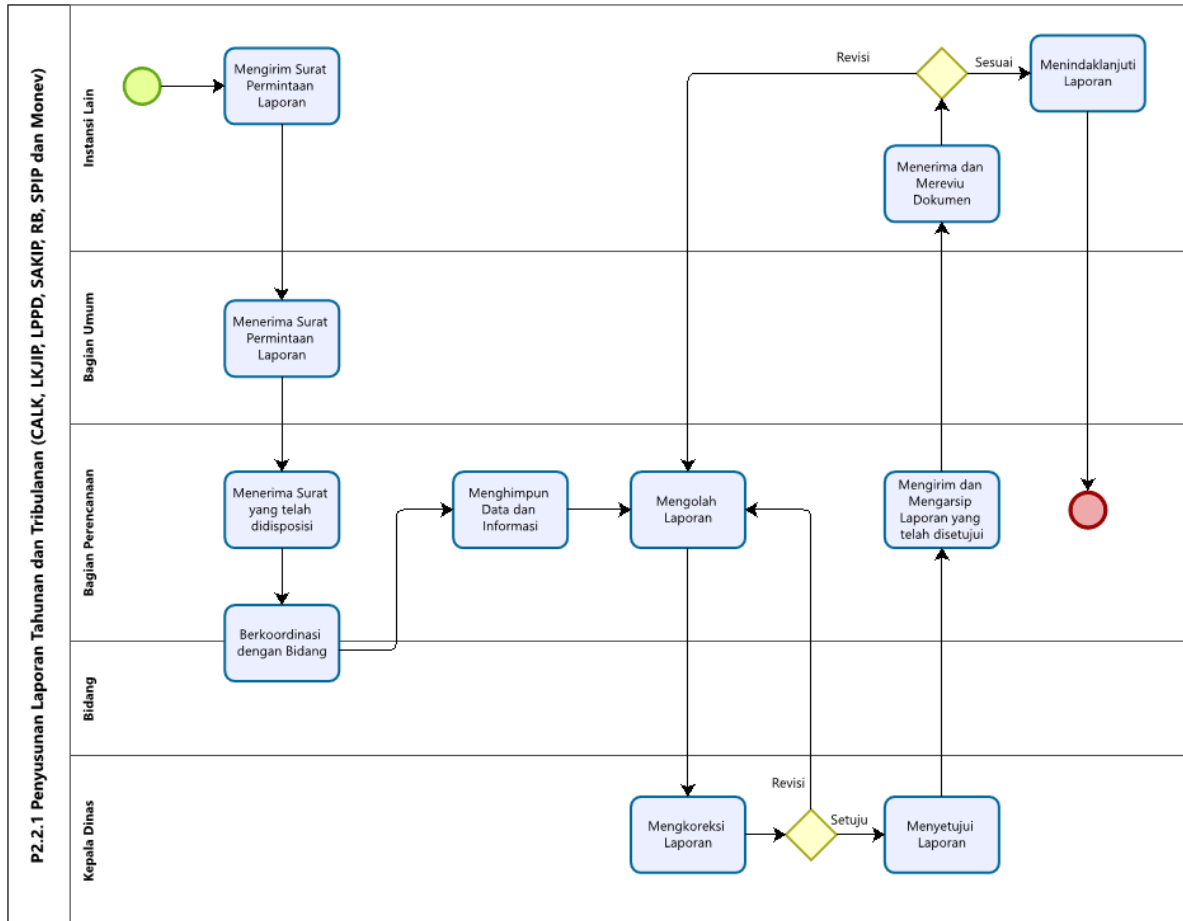 P2.2.1 Penyusunan Laporan Tahunan dan Tribulanan (CALK, LKJIP, LPPD, SAKIP, RB, SPIP dan Monev)
Instansi Lain
Mengirim Surat
Permintaan
Laporan
Revisi
Sesuai
Menindaklanjuti
Laporan
Menerima dan
Mereviu
Dokumen
Bagian Umum
Menerima Surat
Permintaan
Laporan
Bagian Perencanaan
Menerima Surat
yang telah
didisposisi
Menghimpun
Data dan
Informasi
Mengolah
Laporan
Mengirim dan
Mengarsip
Laporan yang
telah disetujui
Berkoordinasi
dengan Bidang
Bidang
Kepala Dinas
Mengkoreksi
Laporan
Revisi
Setuju
Menyetujui
Laporan